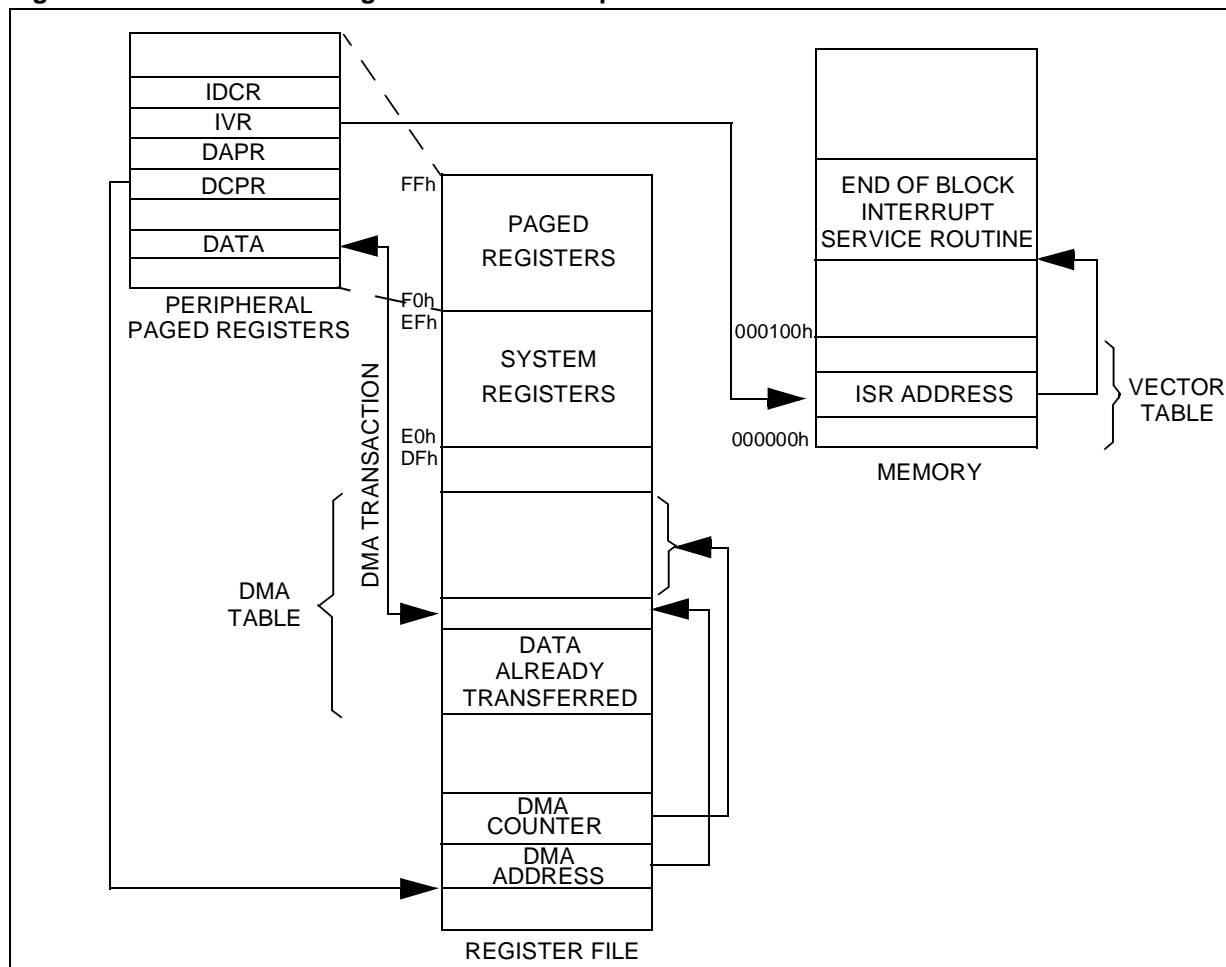 IDCR
IVR
DAPR
DCPR
DATA
PERIPHERAL
PAGED REGISTERS
DMA TRANSACTION
DMA
TABLE
FFh
F0h
EFh
E0h
DFh
PAGED
REGISTERS
SYSTEM
REGISTERS
DATA
ALREADY
TRANSFERRED
DMA
COUNTER
DMA
ADDRESS
REGISTER FILE
END OF BLOCK
INTERRUPT
SERVICE ROUTINE
000100h
ISR ADDRESS
000000h
VECTOR
TABLE
MEMORY